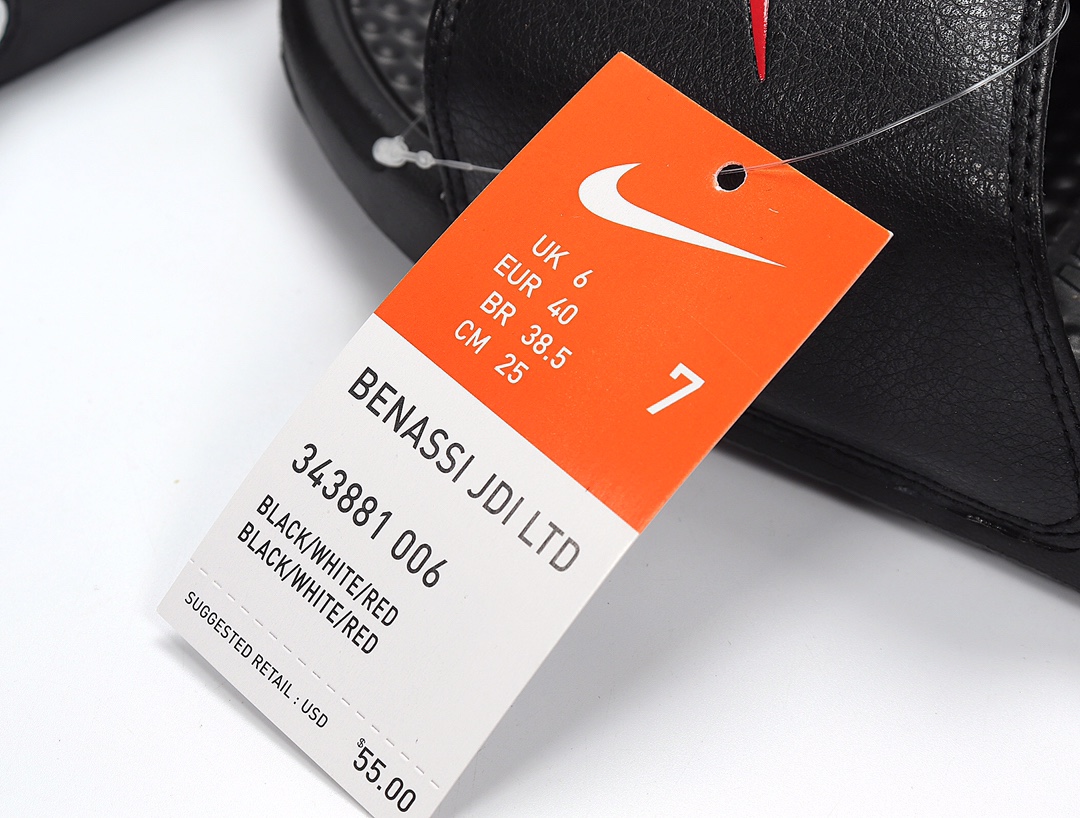 UK 6
EUR 40
BR 38.5
CM 25
7
BENASSI JDI LTD
343881 006
BLACK/WHITE/RED
BLACK/WHITE/RED
SUGGESTED RETAIL : USD
$55.00